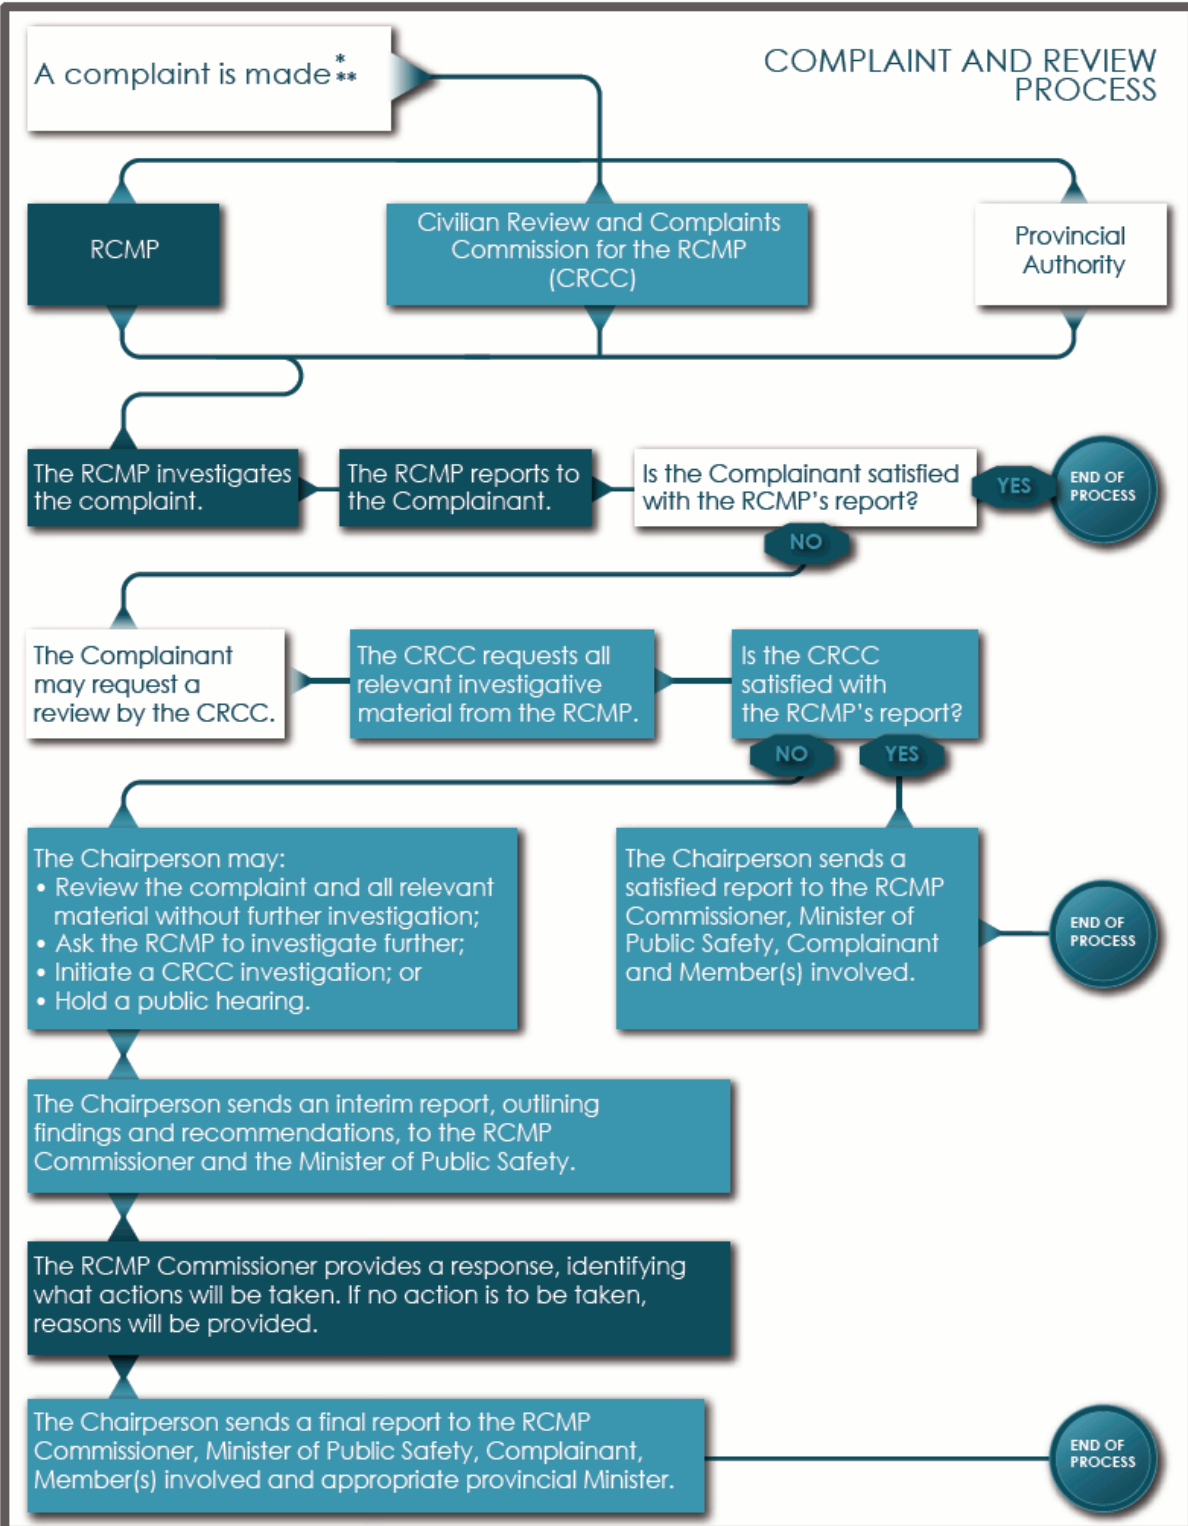 A complaint is made*
**
COMPLAINT AND REVIEW
PROCESS
RCMP
Civilian Review and Complaints
Commission for the RCMP
(CRCC)
Provincial
Authority
The RCMP investigates
the complaint.
The RCMP reports to
the Complainant.
Is the Complainant satisfied
with the RCMP’s report?
YES
END OF
PROCESS
NO
The Complainant
may request a
review by the CRCC.
The CRCC requests all
relevant investigative
material from the RCMP.
Is the CRCC
satisfied with
the RCMP’s report?
NO
YES
The Chairperson may:
• Review the complaint and all relevant
material without further investigation;
• Ask the RCMP to investigate further;
• Initiate a CRCC investigation; or
• Hold a public hearing.
The Chairperson sends a
satisfied report to the RCMP
Commissioner, Minister of
Public Safety, Complainant
and Member(s) involved.
END OF
PROCESS
The Chairperson sends an interim report, outlining
findings and recommendations, to the RCMP
Commissioner and the Minister of Public Safety.
The RCMP Commissioner provides a response, identifying
what actions will be taken. If no action is to be taken,
reasons will be provided.
The Chairperson sends a final report to the RCMP
Commissioner, Minister of Public Safety, Complainant,
Member(s) involved and appropriate provincial Minister.
END OF
PROCESS